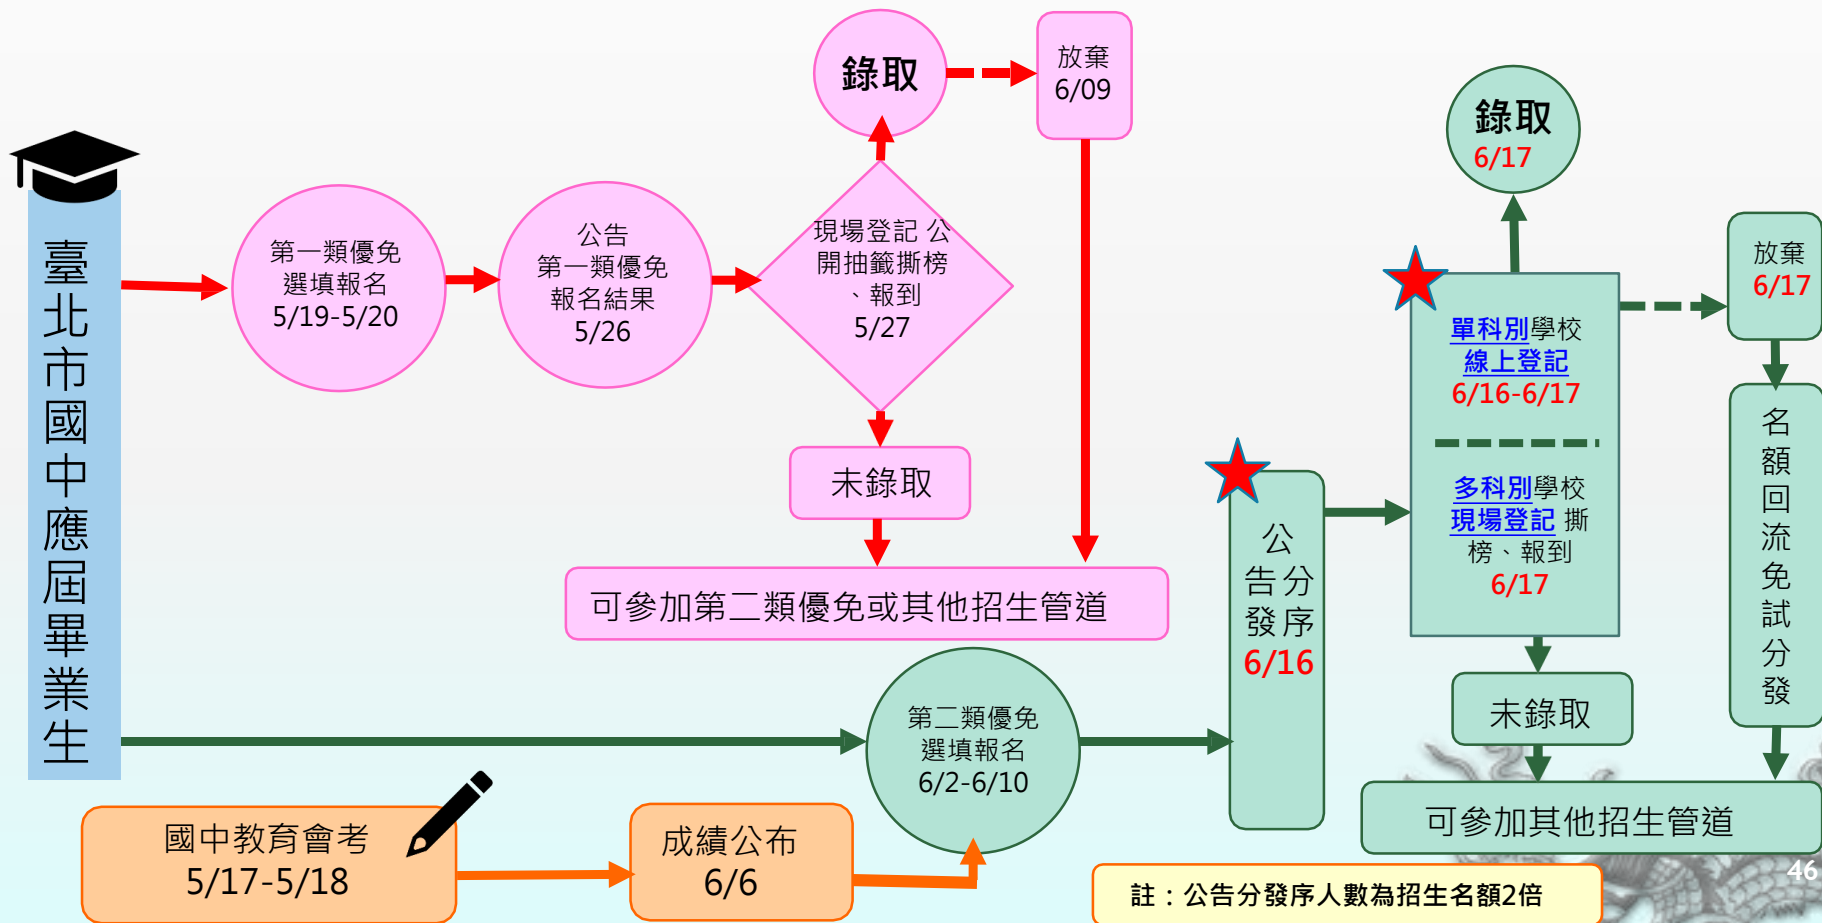 臺北市國中應屆畢業生
第一類優免
選填報名
5/19-5/20
公告
第一類優免
報名結果
5/26
現場登記 公
開抽籤撕榜
、報到
5/27
錄取
放棄
6/09
未錄取
可參加第二類優免或其他招生管道
國中教育會考
5/17-5/18
成績公布
6/6
第二類優免
選填報名
6/2-6/10
公告分發序
6/16
單科別學校
線上登記
6/16-6/17
多科別學校
現場登記 撕
榜、報到
6/17
錄取
6/17
放棄
6/17
名額回流免試分發
未錄取
可參加其他招生管道
註：公告分發序人數為招生名額2倍
46